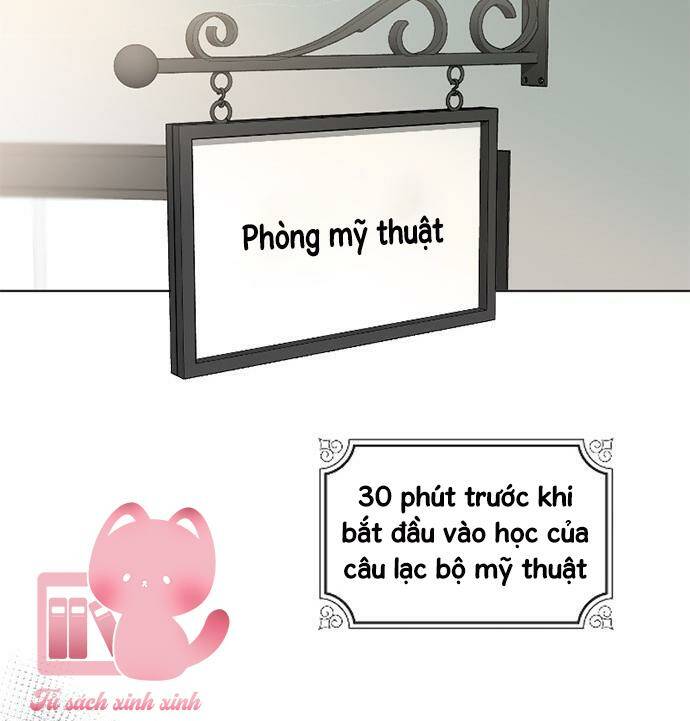 Phòng mỹ thuật
30 phút trước khi
bắt đầu vào học của
câu lạc bộ mỹ thuật
Tủ sách xinh xinh